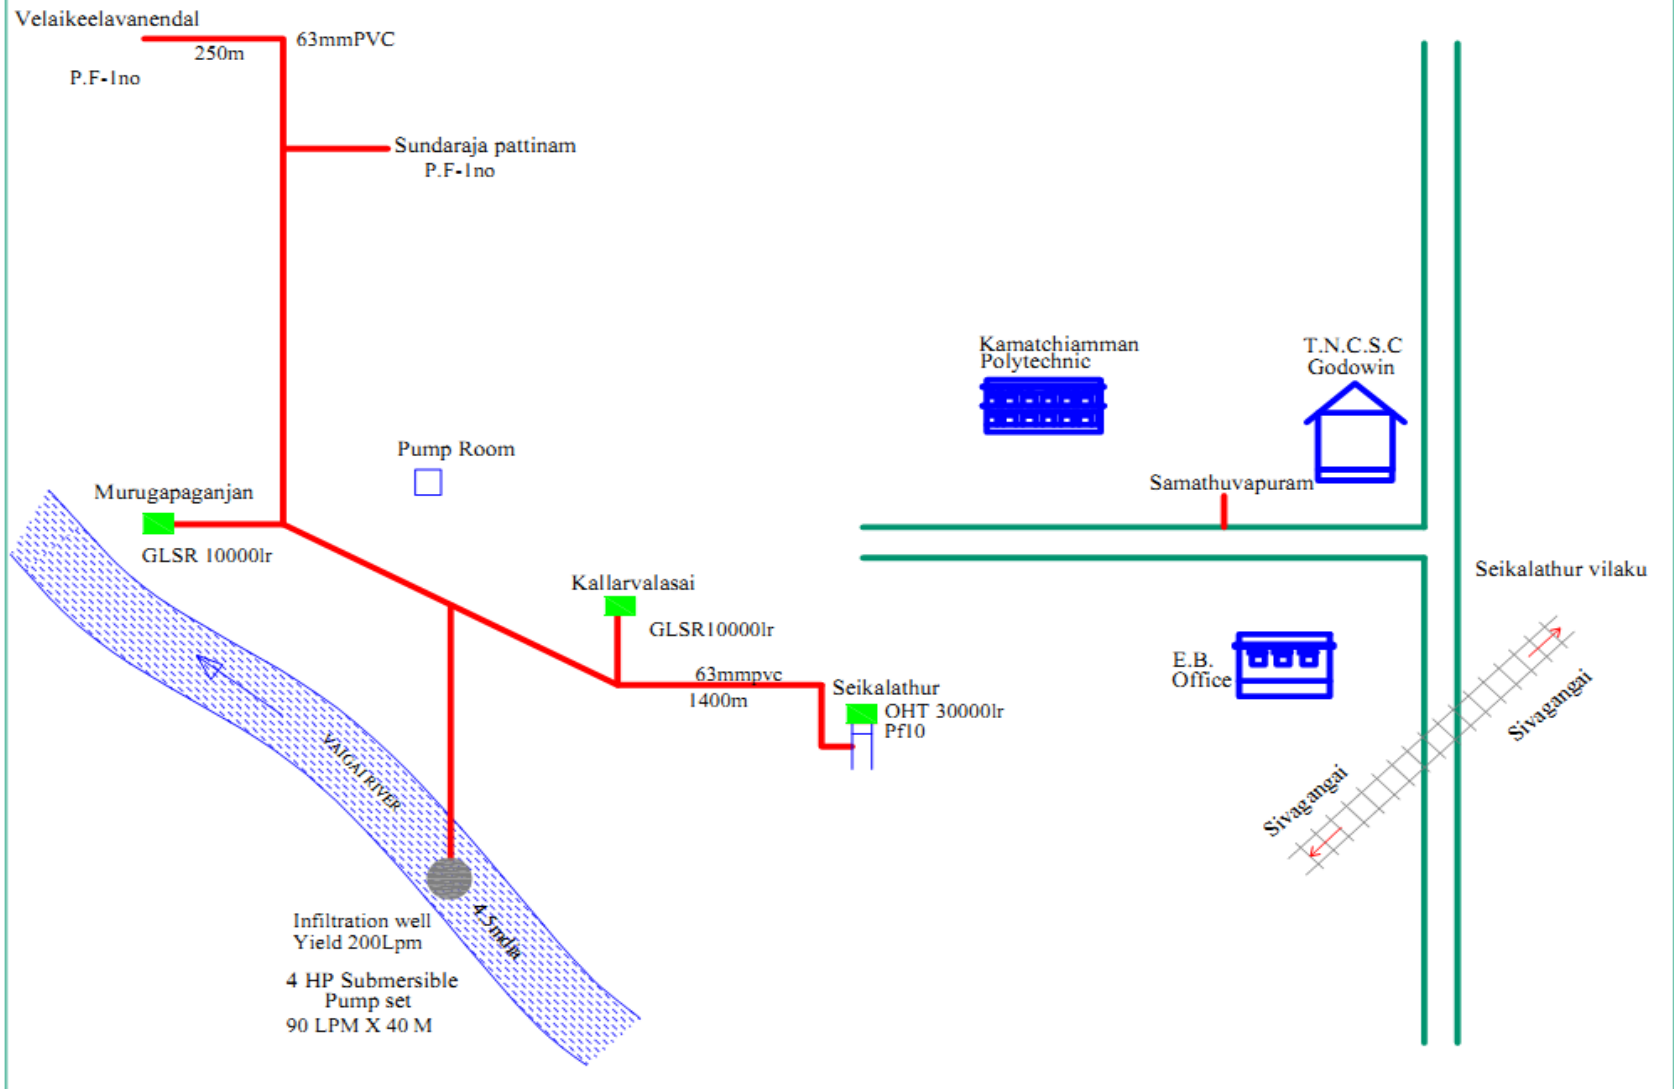 Velaikeelavanendal
63mmPVC
250m
P.F-1no
Sundaraja pattinam
P.F-1no
Kamatchiamman
Polytechnic
T.N.C.S.C
Godowin
Pump Room
Samathuvapuram
Murugapaganjan
GLSR 10000lr
Kallarvalasai
GLSR10000lr
Seikalathur vilaku
63mmpvc
1400m
Seikalathur
OHT 30000lr
Pf10
E.B.
Office
Sivagangai
Sivagangai
VAIGAI RIVER
4.5mdia
Infiltration well
Yield 200Lpm
4 HP Submersible
Pump set
90 LPM X 40 M